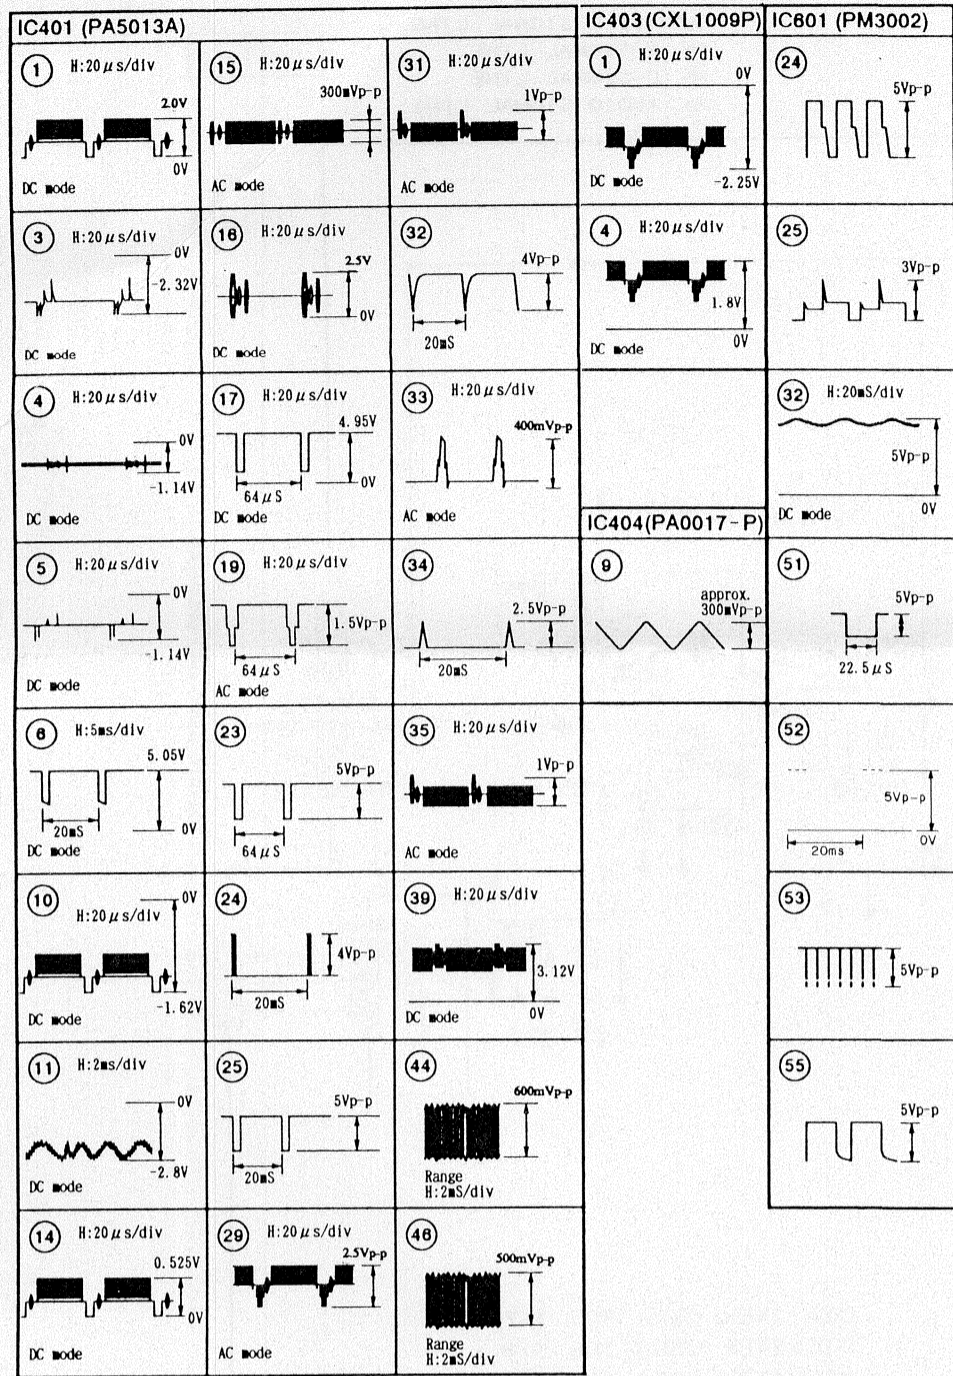 IC401 (PA5013A)
1 H:20μs/div
2.0V
0V
DC mode
3 H:20μs/div
0V
-2.32V
DC mode
4 H:20μs/div
0V
-1.14V
DC mode
5 H:20μs/div
0V
-1.14V
DC mode
6 H:5ms/div
5.05V
20mS
0V
DC mode
10
0V
H:20μs/div
-1.62V
DC mode
11 H:2ms/div
0V
-2.8V
DC mode
14 H:20μs/div
0.525V
0V
DC mode
15 H:20μs/div
300mVp-p
AC mode
16 H:20μs/div
2.5V
0V
DC mode
17 H:20μs/div
4.95V
0V
64μS
DC mode
19 H:20μs/div
1.5Vp-p
64μS
AC mode
23
5Vp-p
64μS
24
4Vp-p
20mS
25
5Vp-p
20mS
29 H:20μs/div
2.5Vp-p
AC mode
31 H:20μs/div
1Vp-p
AC mode
32
4Vp-p
20mS
33 H:20μs/div
400mVp-p
AC mode
34
2.5Vp-p
20mS
35 H:20μs/div
1Vp-p
AC mode
39 H:20μs/div
3.12V
DC mode 0V
44
600mVp-p
Range
H:2mS/div
46
500mVp-p
Range
H:2mS/div
IC403 (CXL1009P)
1 H:20μs/div
0V
DC mode -2.25V
4 H:20μs/div
1.8V
DC mode 0V
IC404(PA0017-P)
9
approx.
300mVp-p
IC601 (PM3002)
24
5Vp-p
25
3Vp-p
32 H:20mS/div
5Vp-p
DC mode 0V
51
5Vp-p
22.5μS
52
5Vp-p
20ms 0V
53
5Vp-p
55
5Vp-p